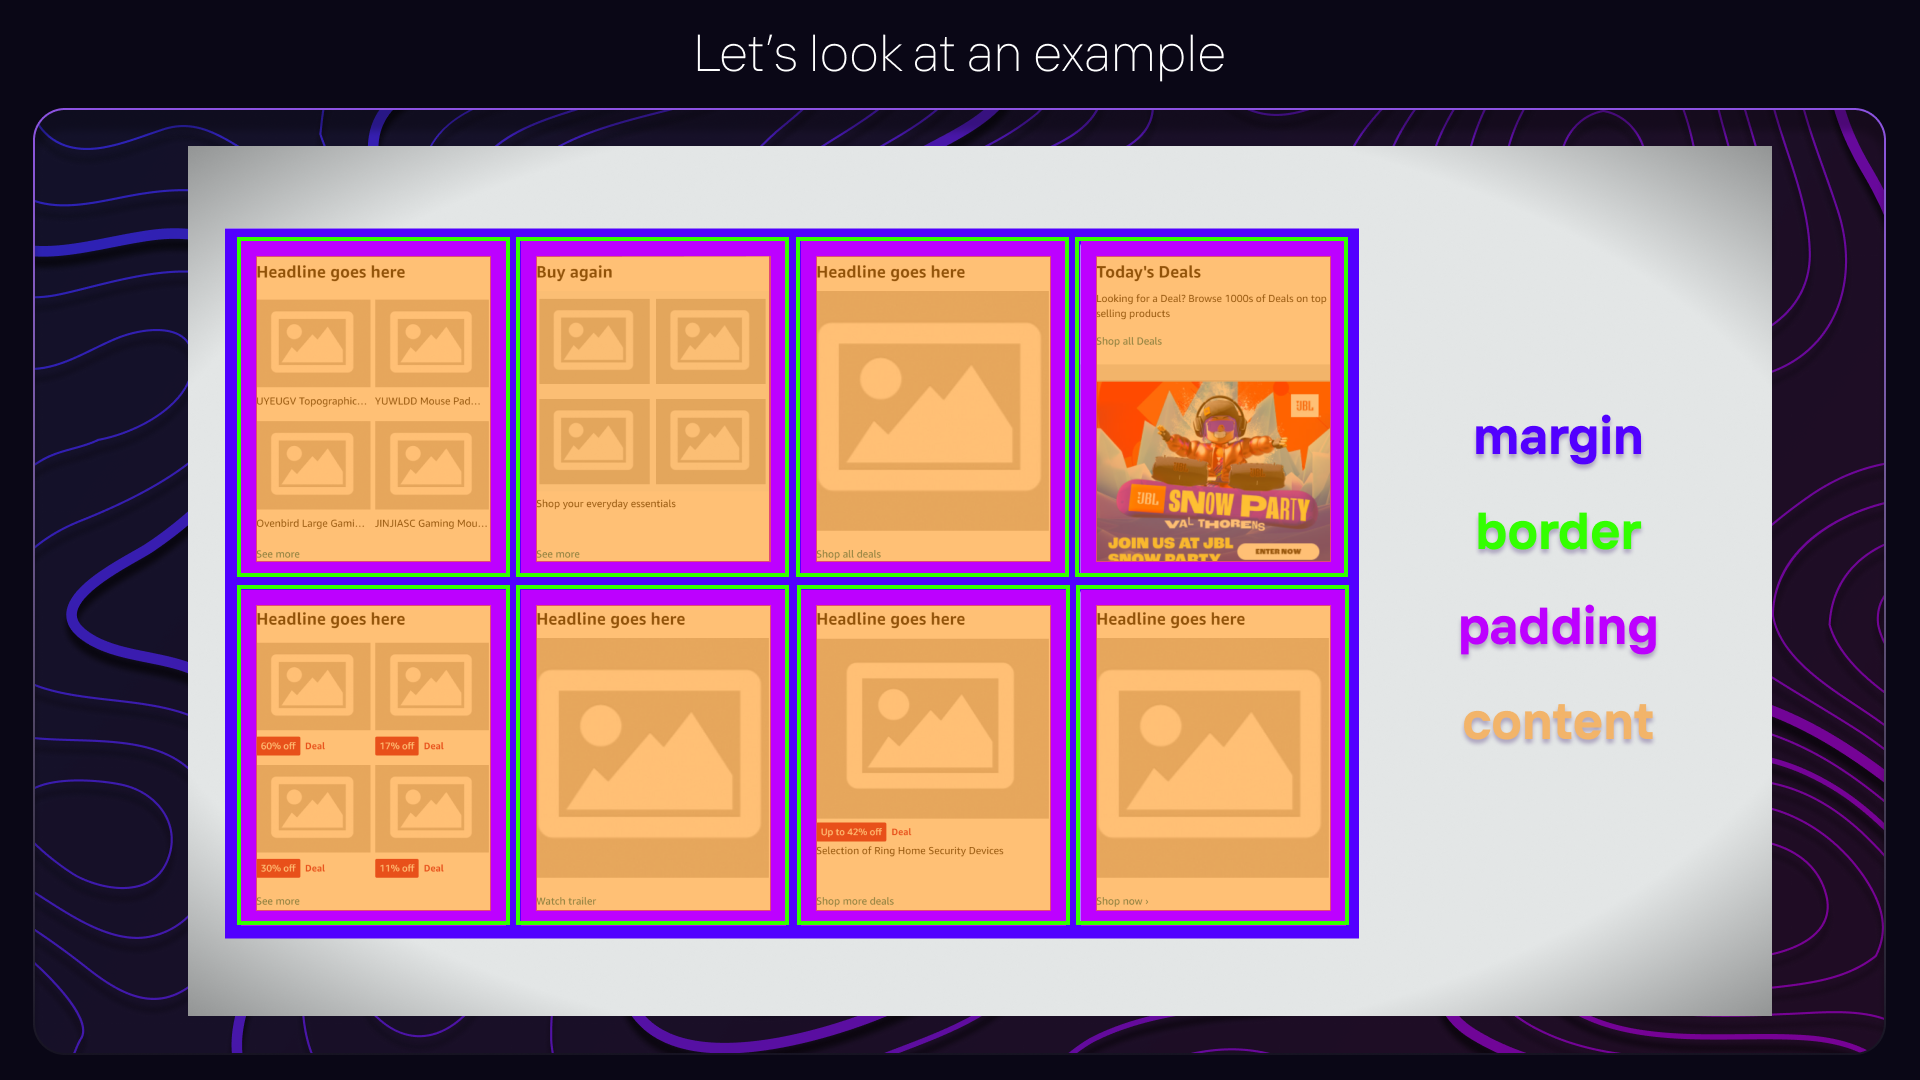 Let's look at an example
Headline goes here
UYEUGV Topographic...
YUWLDD Mouse Pad...
Ovenbird Large Gami...
JINJIASC Gaming Mou...
See more
Buy again
Shop your everyday essentials
See more
Headline goes here
Shop all deals
Today's Deals
Looking for a Deal? Browse 1000s of Deals on top
selling products
Shop all Deals
JBL
JBL SNOW PARTY
VAL THORENS
JOIN US AT JBL
SNOW PARTY
ENTER NOW
Headline goes here
60% off Deal
17% off Deal
30% off Deal
11% off Deal
See more
Headline goes here
Watch trailer
Headline goes here
Up to 42% off Deal
Selection of Ring Home Security Devices
Shop more deals
Headline goes here
Shop now ›
margin
border
padding
content